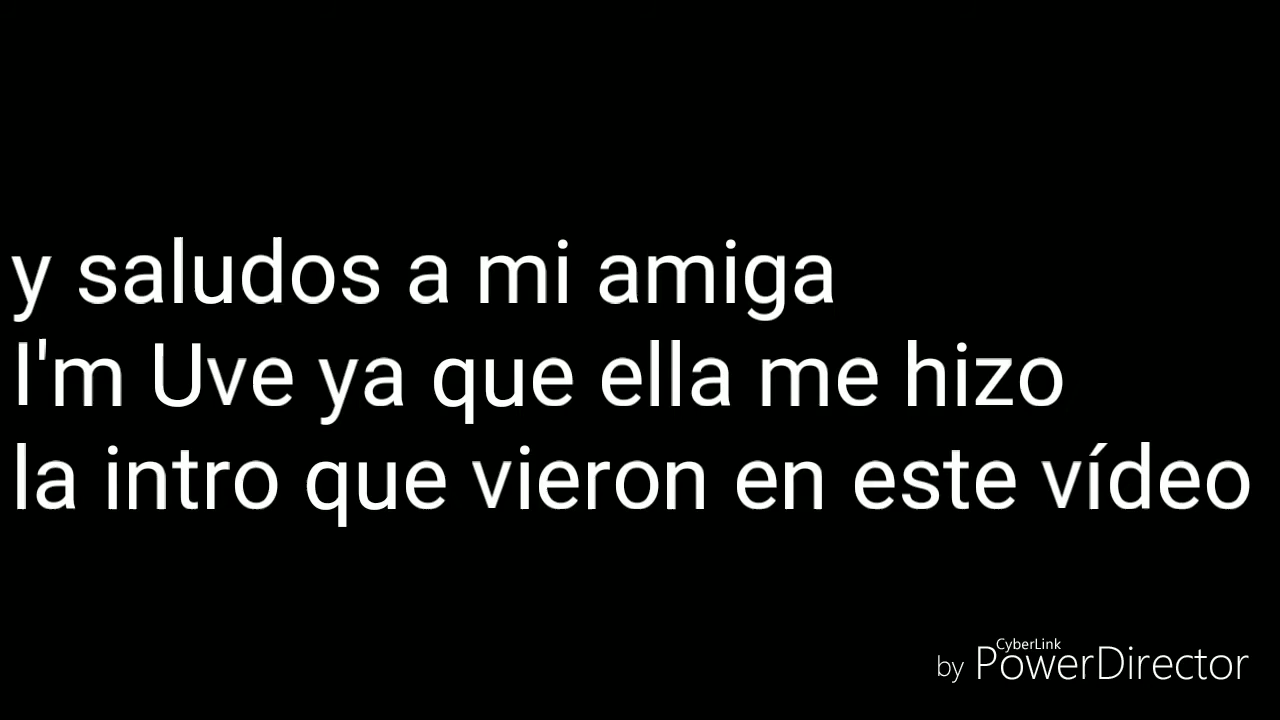 y saludos a mi amiga
I'm Uve ya que ella me hizo
la intro que vieron en este vídeo
CyberLink
by PowerDirector